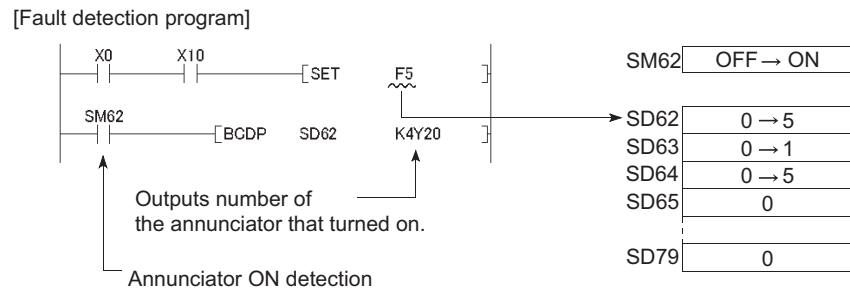 [Fault detection program]
X0 X10
[SET F5 ]
SM62
[BCDP SD62 K4Y20 ]
Outputs number of
the annunciator that turned on.
Annunciator ON detection
SM62 OFF → ON
SD62 0 → 5
SD63 0 → 1
SD64 0 → 5
SD65 0
SD79 0